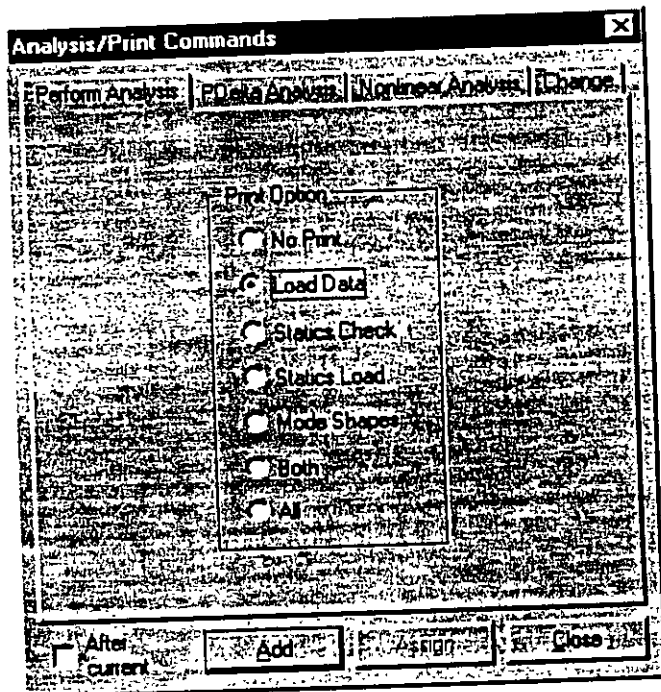 Analysis/Print Commands
Perform Analysis PDelta Analysis Nonlinear Analysis Change
Print Option
No Print
Load Data
Statics Check
Statics Load
Mode Shapes
Both
All
After current
Add Assign Close